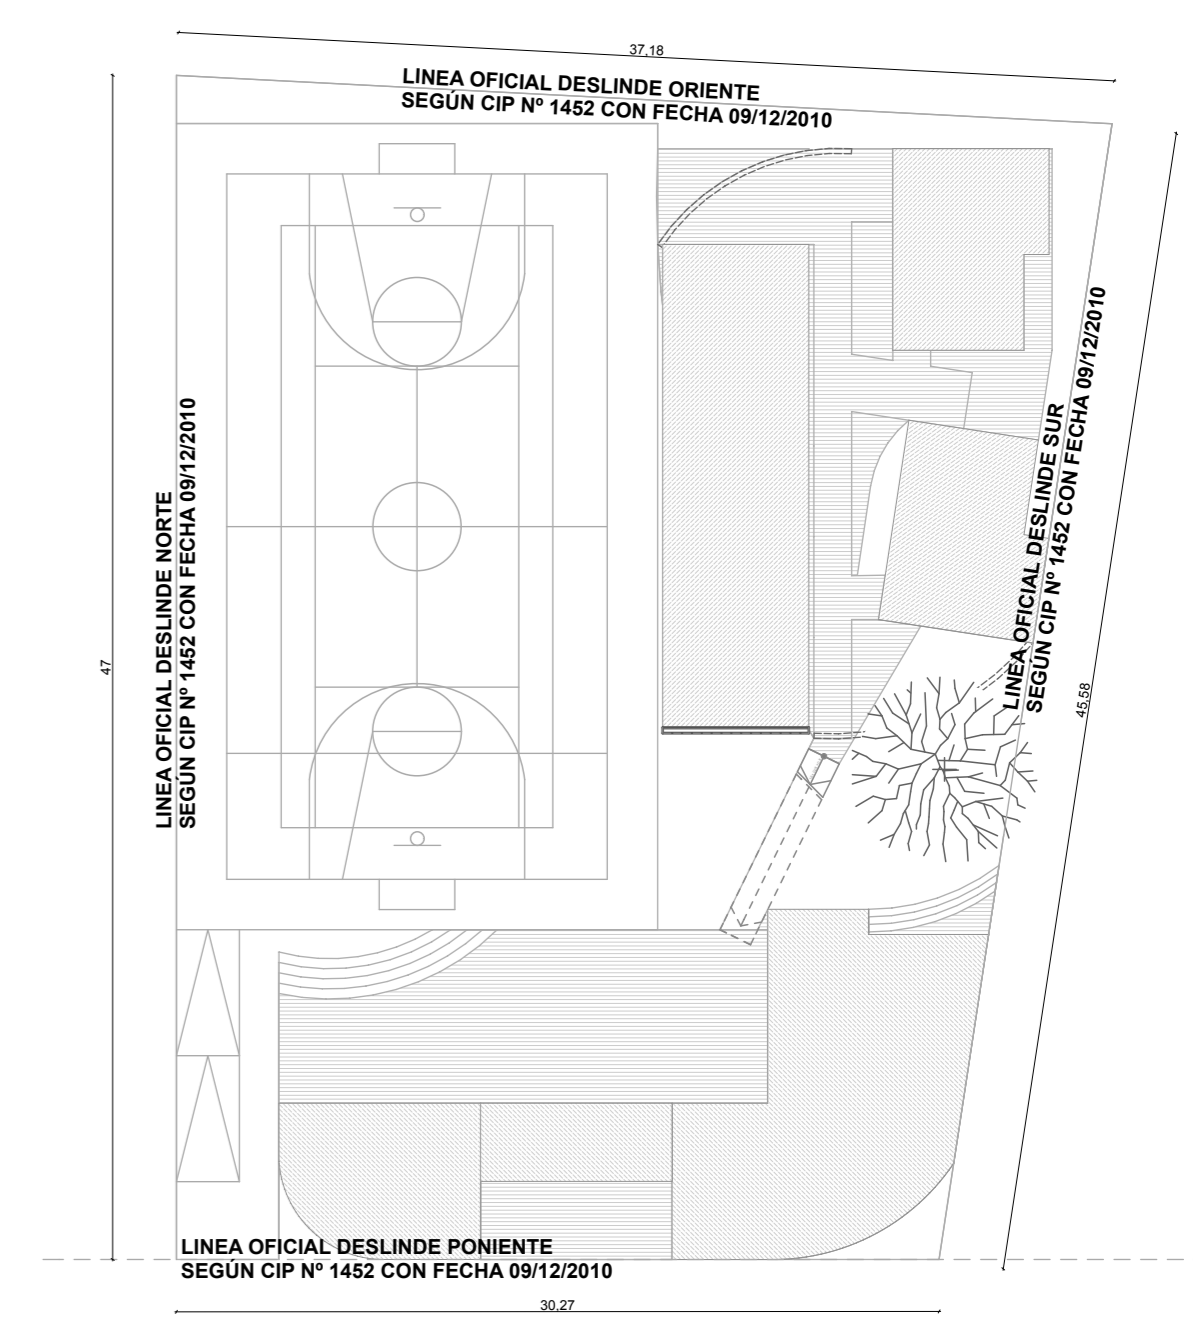 37,18
LINEA OFICIAL DESLINDE ORIENTE
SEGÚN CIP Nº 1452 CON FECHA 09/12/2010
LINEA OFICIAL DESLINDE NORTE
SEGÚN CIP Nº 1452 CON FECHA 09/12/2010
47
LINEA OFICIAL DESLINDE SUR
SEGÚN CIP Nº 1452 CON FECHA 09/12/2010
45,58
LINEA OFICIAL DESLINDE PONIENTE
SEGÚN CIP Nº 1452 CON FECHA 09/12/2010
30,27